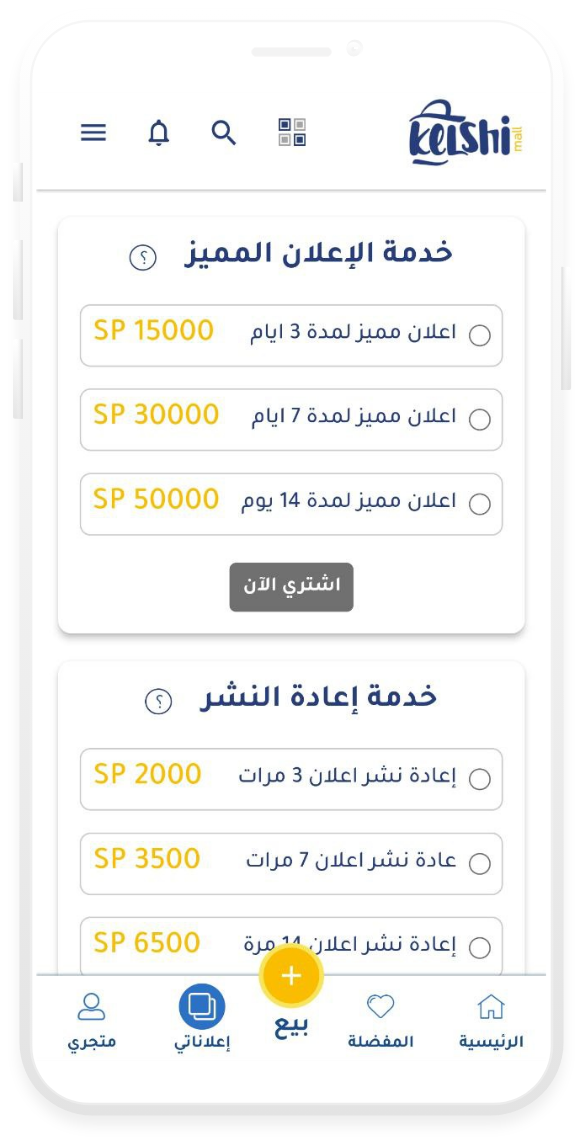 kelshi mall
خدمة الإعلان المميز ؟
اعلان مميز لمدة 3 ايام SP 15000
اعلان مميز لمدة 7 ايام SP 30000
اعلان مميز لمدة 14 يوم SP 50000
اشتري الآن
خدمة إعادة النشر ؟
إعادة نشر اعلان 3 مرات SP 2000
عادة نشر اعلان 7 مرات SP 3500
إعادة نشر اعلان 14 مرة SP 6500
الرئيسية المفضلة بيع إعلاناتي متجري